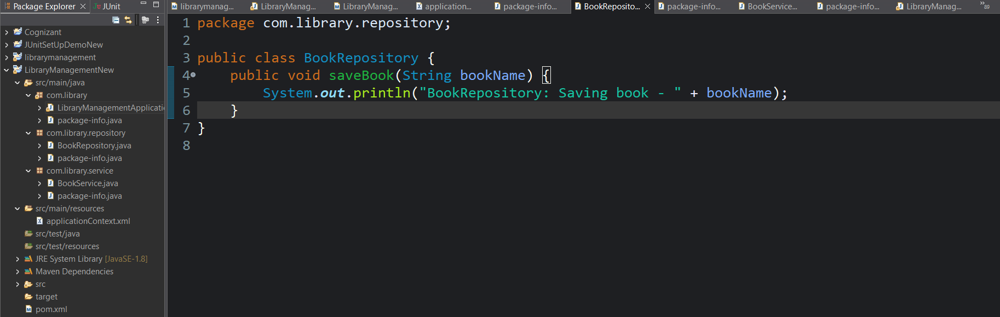 Package Explorer JUnit
librarymanag... LibraryManag... LibraryManag... application... package-info... BookReposito... package-info... BookService... package-info... LibraryManag... »89
Cognizant
JUnitSetUpDemoNew
librarymanagement
LibraryManagementNew
src/main/java
com.library
LibraryManagementApplicati
package-info.java
com.library.repository
BookRepository.java
package-info.java
com.library.service
BookService.java
package-info.java
src/main/resources
applicationContext.xml
src/test/java
src/test/resources
JRE System Library [JavaSE-1.8]
Maven Dependencies
src
target
pom.xml
1 package com.library.repository;
2
3 public class BookRepository {
4 public void saveBook(String bookName) {
5 System.out.println("BookRepository: Saving book - " + bookName);
6 }
7 }
8